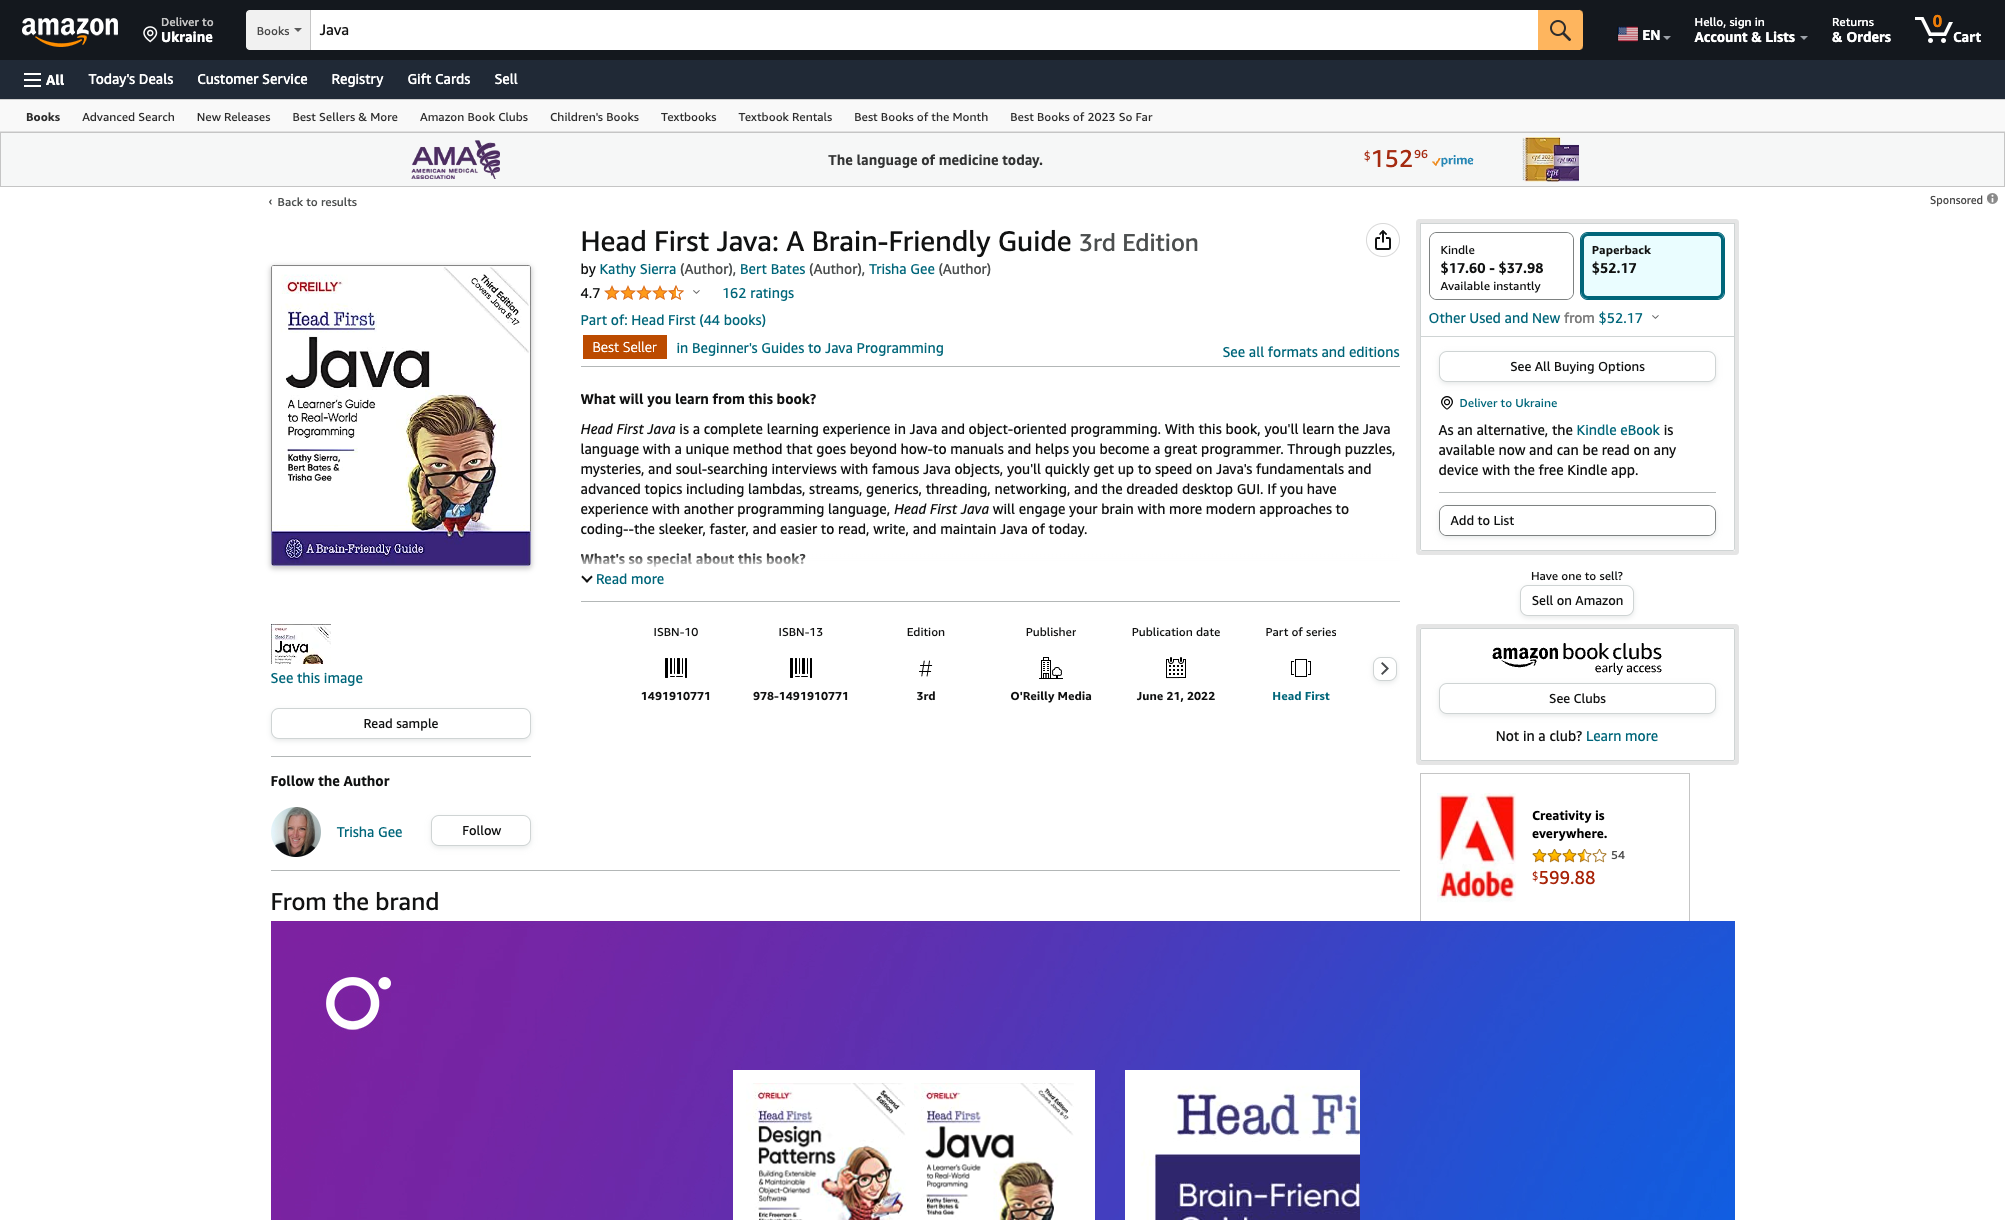 amazon
Deliver to
Ukraine
Books
Java
EN
Hello, sign in
Account & Lists
Returns
& Orders
0
Cart
All
Today's Deals
Customer Service
Registry
Gift Cards
Sell
Books
Advanced Search
New Releases
Best Sellers & More
Amazon Book Clubs
Children's Books
Textbooks
Textbook Rentals
Best Books of the Month
Best Books of 2023 So Far
AMA
AMERICAN MEDICAL
ASSOCIATION
The language of medicine today.
$152 96 prime
‹ Back to results
Sponsored
O'REILLY
Third Edition
Covers Java 8-17
Head First
Java
A Learner's Guide
to Real-World
Programming
Kathy Sierra,
Bert Bates &
Trisha Gee
A Brain-Friendly Guide
See this image
Read sample
Follow the Author
Trisha Gee
Follow
Head First Java: A Brain-Friendly Guide 3rd Edition
by Kathy Sierra (Author), Bert Bates (Author), Trisha Gee (Author)
4.7
162 ratings
Part of: Head First (44 books)
Best Seller in Beginner's Guides to Java Programming
See all formats and editions
What will you learn from this book?
Head First Java is a complete learning experience in Java and object-oriented programming. With this book, you'll learn the Java
language with a unique method that goes beyond how-to manuals and helps you become a great programmer. Through puzzles,
mysteries, and soul-searching interviews with famous Java objects, you'll quickly get up to speed on Java's fundamentals and
advanced topics including lambdas, streams, generics, threading, networking, and the dreaded desktop GUI. If you have
experience with another programming language, Head First Java will engage your brain with more modern approaches to
coding--the sleeker, faster, and easier to read, write, and maintain Java of today.
What's so special about this book?
Read more
ISBN-10
1491910771
ISBN-13
978-1491910771
Edition
#
3rd
Publisher
O'Reilly Media
Publication date
June 21, 2022
Part of series
Head First
Kindle
$17.60 - $37.98
Available instantly
Paperback
$52.17
Other Used and New from $52.17
See All Buying Options
Deliver to Ukraine
As an alternative, the Kindle eBook is
available now and can be read on any
device with the free Kindle app.
Add to List
Have one to sell?
Sell on Amazon
amazon book clubs
early access
See Clubs
Not in a club? Learn more
Adobe
Creativity is
everywhere.
54
$599.88
From the brand
O'REILLY
Second
Edition
Head First
Design
Patterns
Building Extensible
& Maintainable
Object-Oriented
Software
O'REILLY
Third Edition
Covers Java 8-17
Head First
Java
A Learner's Guide
to Real-World
Programming
Kathy Sierra,
Bert Bates &
Trisha Gee
Head Fi
Brain-Friend